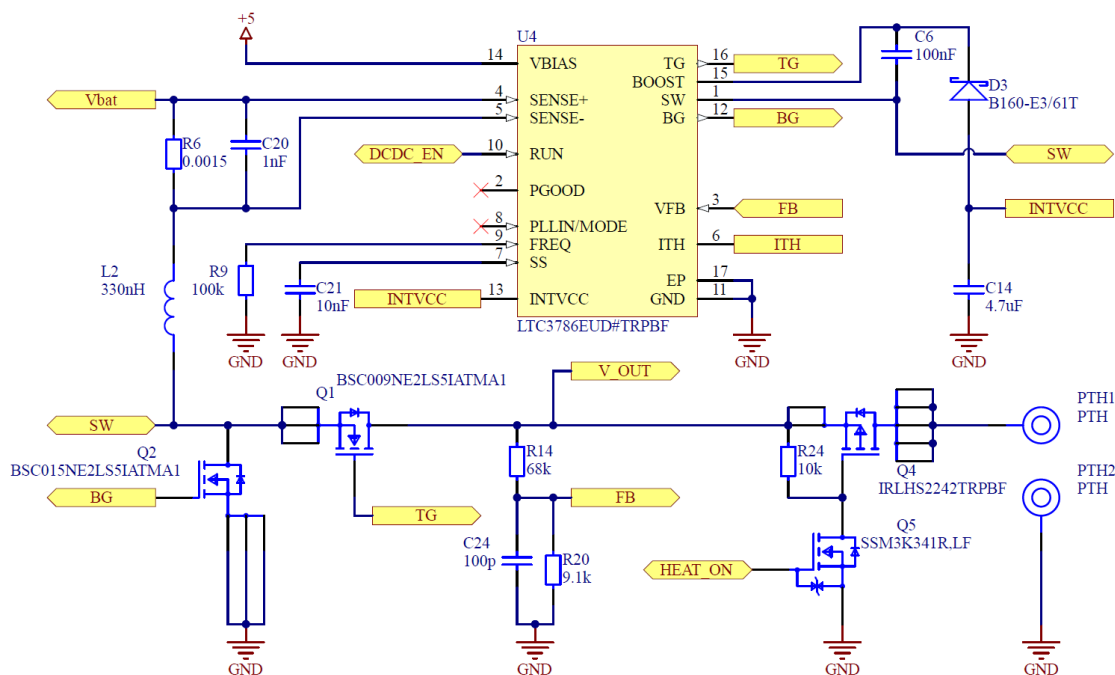 +5
U4
14
VBIAS
TG
16
TG
BOOST
15
C6
100nF
Vbat
4
SENSE+
SW
1
D3
B160-E3/61T
5
SENSE-
BG
12
BG
R6
0.0015
C20
1nF
DCDC_EN
10
RUN
SW
2
PGOOD
VFB
3
FB
INTVCC
8
PLLIN/MODE
9
FREQ
ITH
6
ITH
7
SS
L2
330nH
R9
100k
C21
10nF
EP
17
GND
11
INTVCC
13
INTVCC
C14
4.7uF
LTC3786EUD#TRPBF
GND
GND
GND
GND
BSC009NE2LS5IATMA1
Q1
V_OUT
PTH1
PTH
SW
Q2
BSC015NE2LS5IATMA1
R14
68k
R24
10k
Q4
IRLHS2242TRPBF
PTH2
PTH
BG
TG
FB
Q5
SSM3K341R,LF
C24
100p
R20
9.1k
HEAT_ON
GND
GND
GND
GND